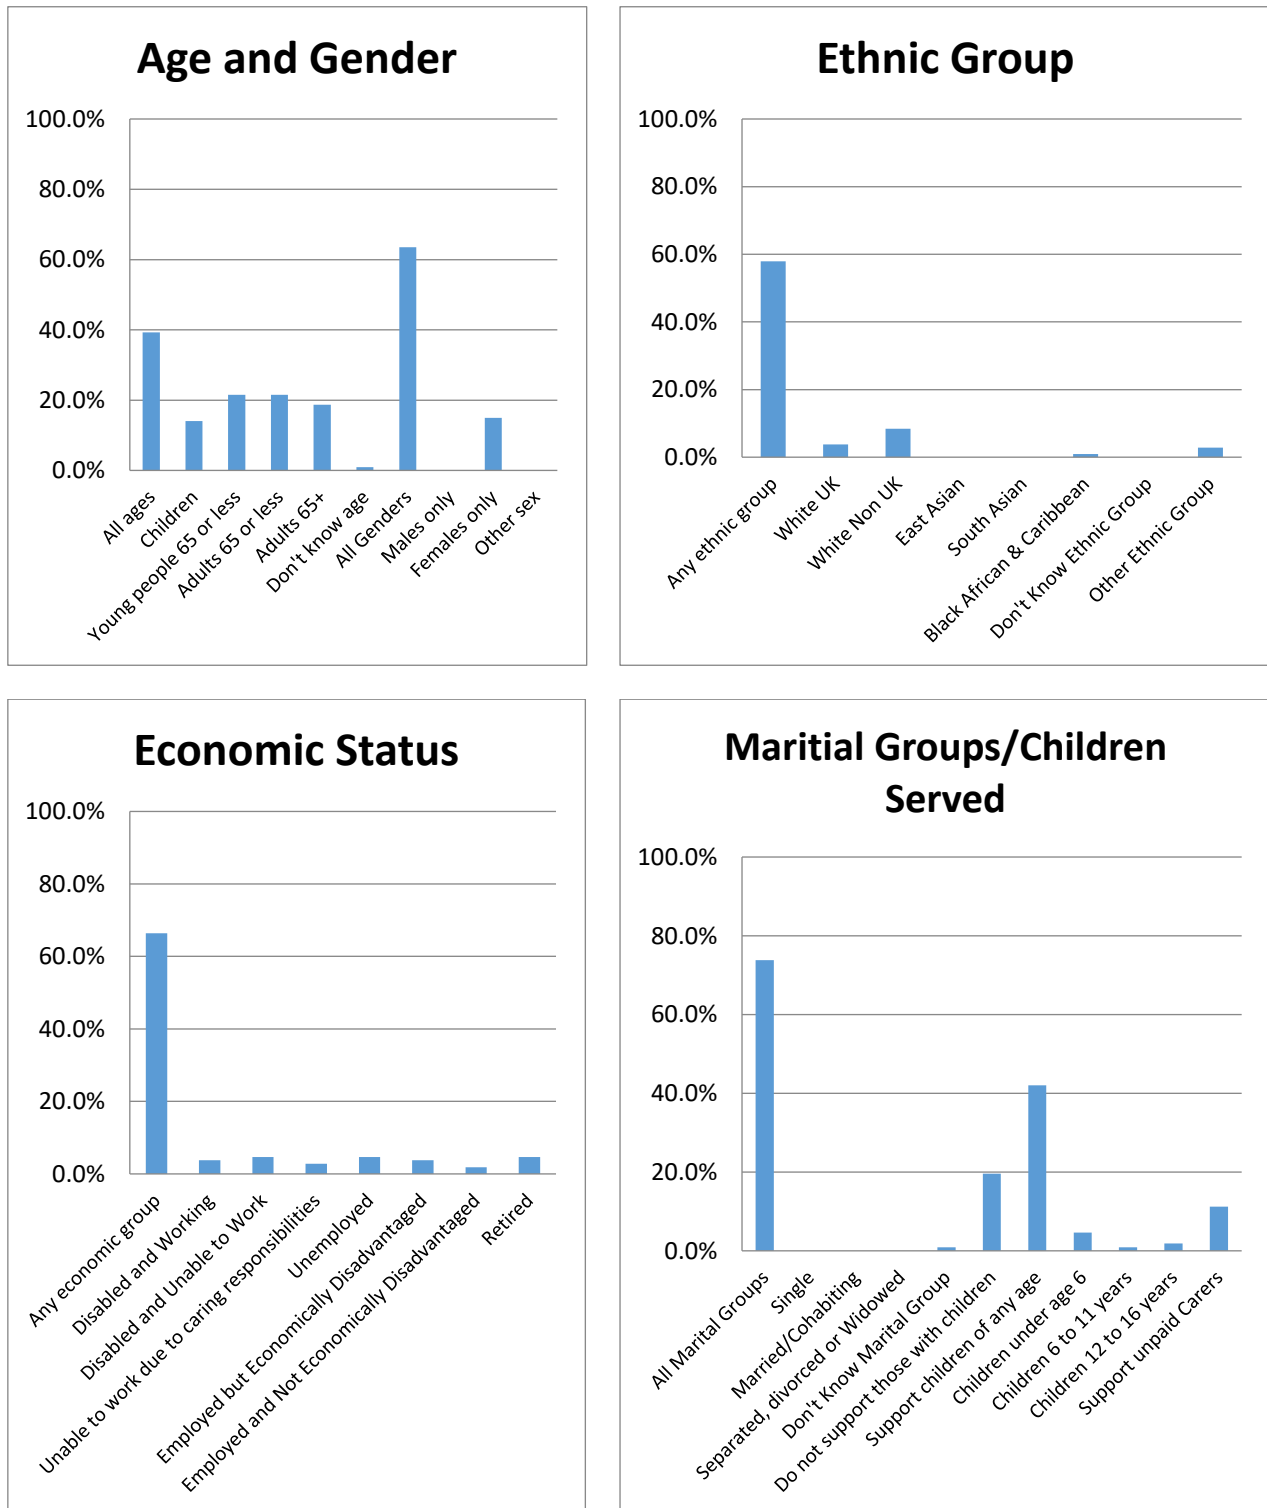 Age and Gender
100.0%
80.0%
60.0%
40.0%
20.0%
0.0%
All ages
Children
Young people 65 or less
Adults 65 or less
Adults 65+
Don't know age
All Genders
Males only
Females only
Other sex
Ethnic Group
100.0%
80.0%
60.0%
40.0%
20.0%
0.0%
Any ethnic group
White UK
White Non UK
East Asian
South Asian
Black African & Caribbean
Don't Know Ethnic Group
Other Ethnic Group
Economic Status
100.0%
80.0%
60.0%
40.0%
20.0%
0.0%
Any economic group
Disabled and Working
Disabled and Unable to Work
Unable to work due to caring responsibilities
Unemployed
Employed but Economically Disadvantaged
Employed and Not Economically Disadvantaged
Retired
Maritial Groups/Children
Served
100.0%
80.0%
60.0%
40.0%
20.0%
0.0%
All Marital Groups
Single
Married/Cohabiting
Separated, divorced or Widowed
Don't Know Marital Group
Do not support those with children
Support children of any age
Children under age 6
Children 6 to 11 years
Children 12 to 16 years
Support unpaid Carers